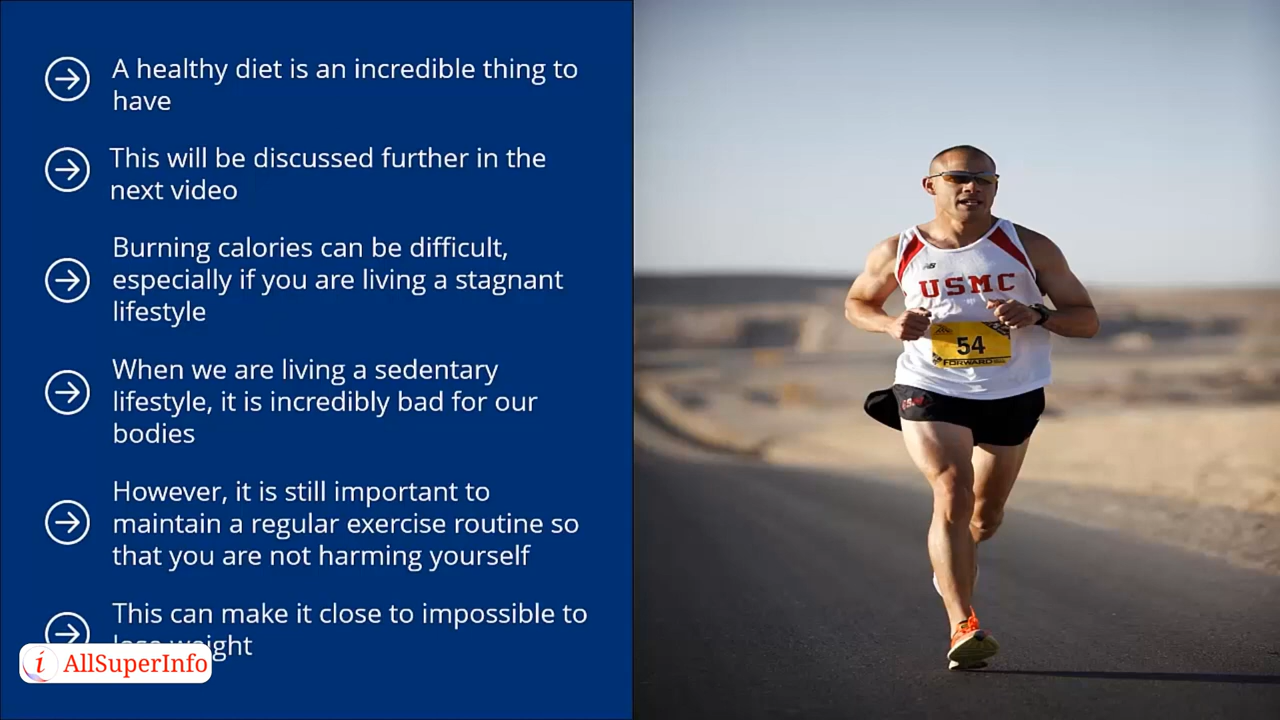 A healthy diet is an incredible thing to
have
This will be discussed further in the
next video
Burning calories can be difficult,
especially if you are living a stagnant
lifestyle
When we are living a sedentary
lifestyle, it is incredibly bad for our
bodies
However, it is still important to
maintain a regular exercise routine so
that you are not harming yourself
This can make it close to impossible to
lose weight
i AllSuperInfo
USMC
54
FORWARD